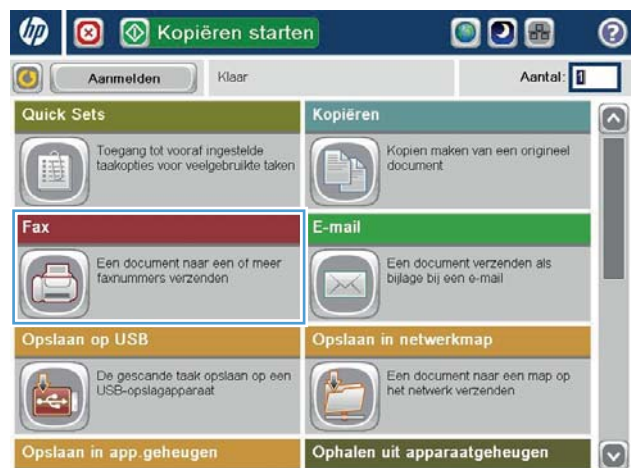 hp
Kopiëren starten
?
Aanmelden
Klaar
Aantal: 1
Quick Sets
Toegang tot vooraf ingestelde
taakopties voor veelgebruikte taken
Kopiëren
Kopien maken van een origineel
document
Fax
Een document naar een of meer
faxnummers verzenden
E-mail
Een document verzenden als
bijlage bij een e-mail
Opslaan op USB
De gescande taak opslaan op een
USB-opslagapparaat
Opslaan in netwerkmap
Een document naar een map op
het netwerk verzenden
Opslaan in app.geheugen
Ophalen uit apparaatgeheugen